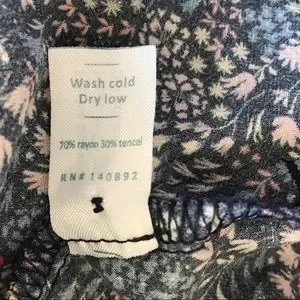 Wash cold
Dry low
70% rayon 30% tencel
RN# 140892